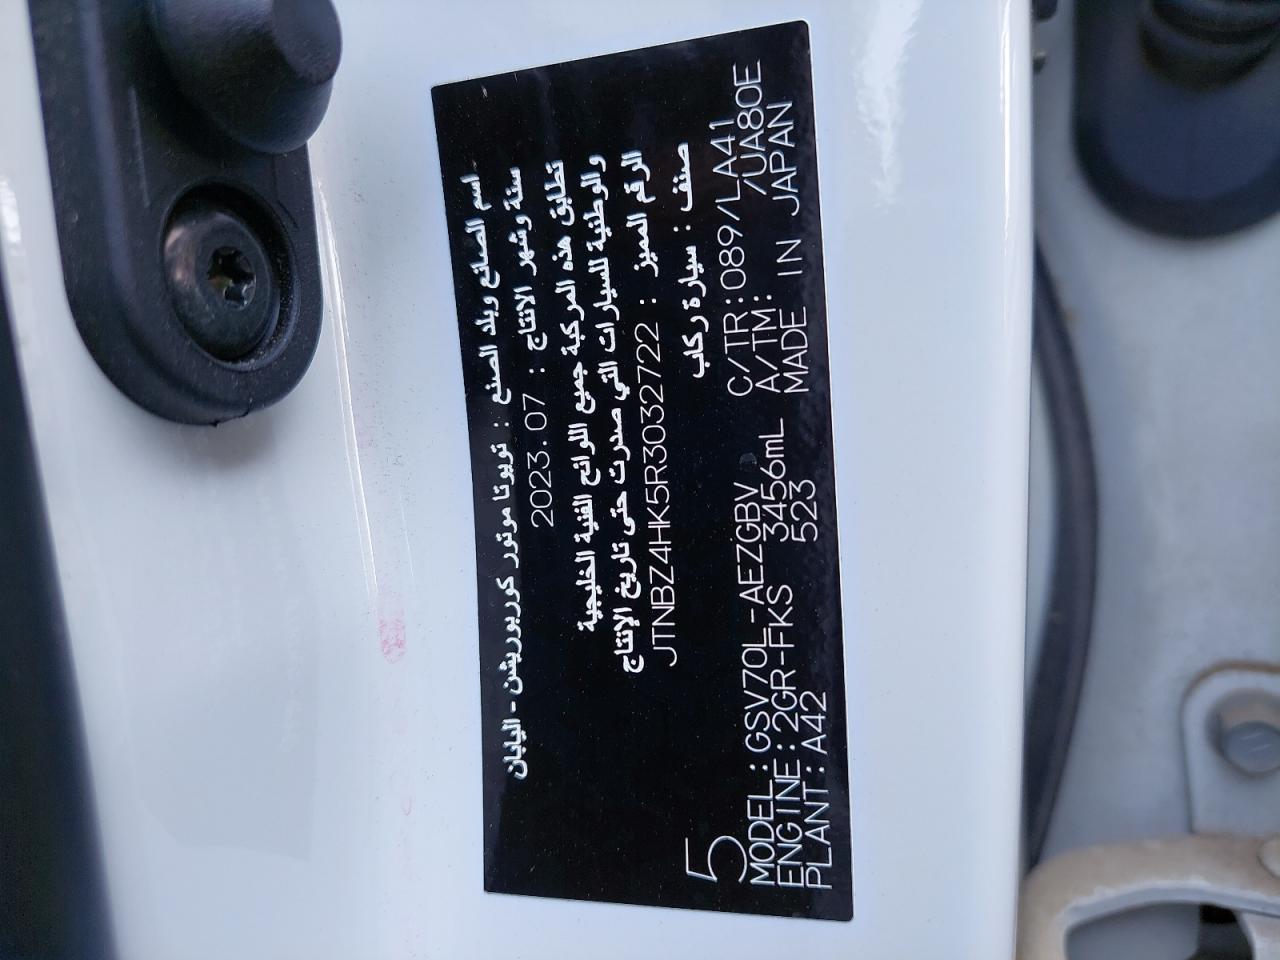 اسم الصانع وبلد الصنع : تويوتا موتور كوربوريشن - اليابان
سنة وشهر الانتاج : 2023.07
تطابق هذه المركبة جميع اللوائح الفنية الخليجية
والوطنية للسيارات التي صدرت حتى تاريخ الإنتاج
الرقم المميز : JTNBZ4HK5R3032722
صنف : سيارة ركاب
5
MODEL:GSV70L-AEZGBV C/TR:089/LA41
ENGINE:2GR-FKS 3456mL A/TM: /UA80E
PLANT:A42 523 MADE IN JAPAN